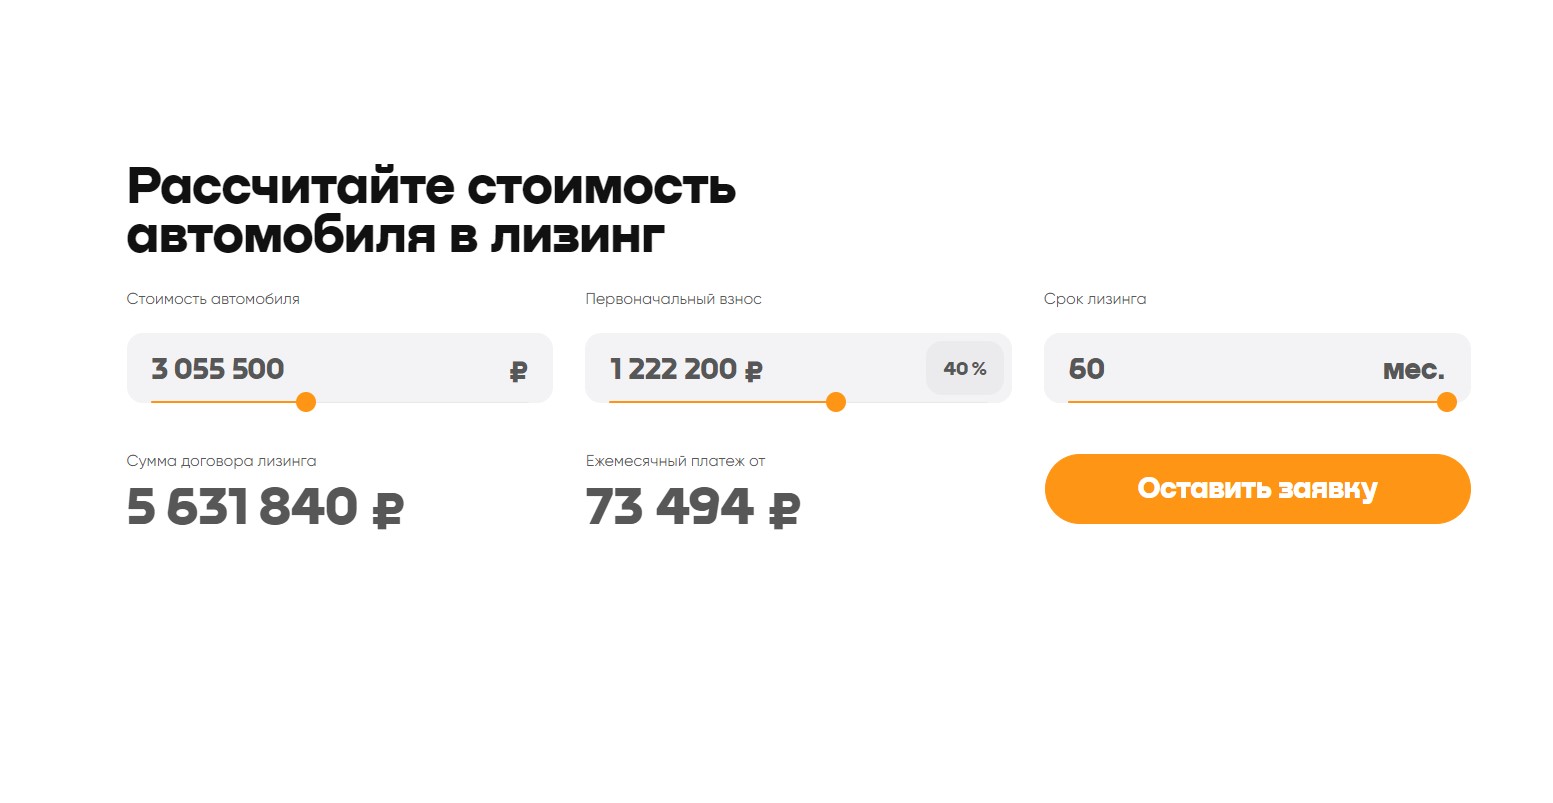 Рассчитайте стоимость
автомобиля в лизинг
Стоимость автомобиля
3 055 500 ₽
Первоначальный взнос
1 222 200 ₽ 40 %
Срок лизинга
60 мес.
Сумма договора лизинга
5 631 840 ₽
Ежемесячный платеж от
73 494 ₽
Оставить заявку